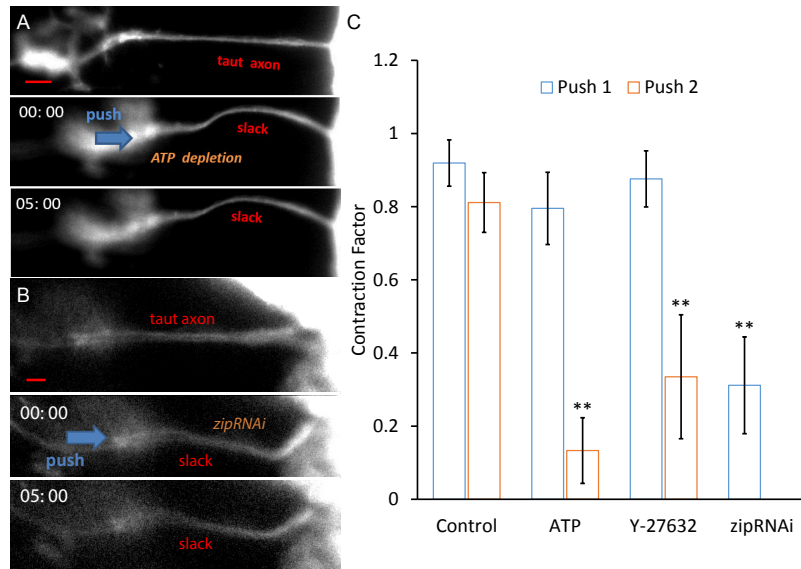 A
taut axon
00: 00
push
slack
ATP depletion
05: 00
slack
B
taut axon
00: 00
zipRNAi
push
slack
05: 00
slack
C
1.2
1
0.8
0.6
0.4
0.2
0
Contraction Factor
Push 1
Push 2
**
**
**
Control
ATP
Y-27632
zipRNAi